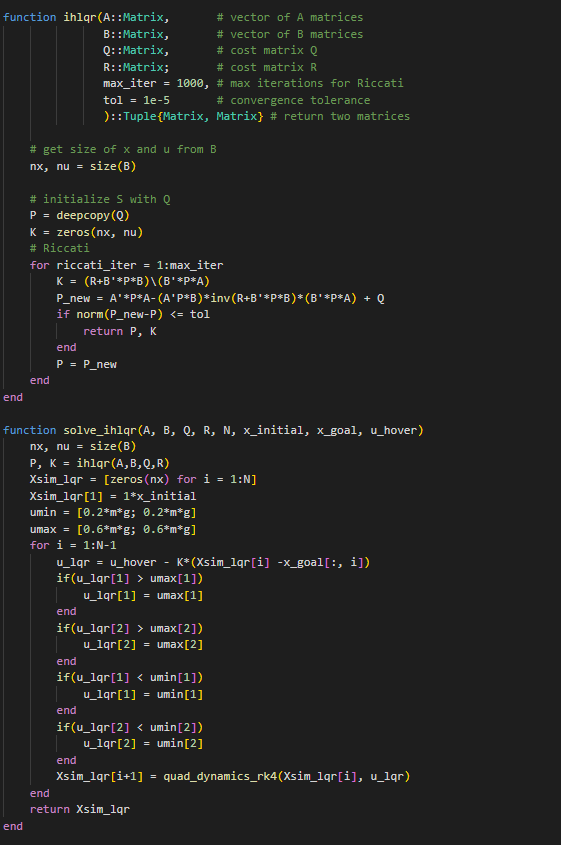 function ihlqr(A::Matrix,       # vector of A matrices
               B::Matrix,       # vector of B matrices
               Q::Matrix,       # cost matrix Q
               R::Matrix;       # cost matrix R
               max_iter = 1000, # max iterations for Riccati
               tol = 1e-5       # convergence tolerance
               )::Tuple{Matrix, Matrix} # return two matrices
    # get size of x and u from B
    nx, nu = size(B)
    # initialize S with Q
    P = deepcopy(Q)
    K = zeros(nx, nu)
    # Riccati
    for riccati_iter = 1:max_iter
        K = (R+B'*P*B)\(B'*P*A)
        P_new = A'*P*A-(A'P*B)*inv(R+B'*P*B)*(B'*P*A) + Q
        if norm(P_new-P) <= tol
            return P, K
        end
        P = P_new
    end
end
function solve_ihlqr(A, B, Q, R, N, x_initial, x_goal, u_hover)
    nx, nu = size(B)
    P, K = ihlqr(A,B,Q,R)
    Xsim_lqr = [zeros(nx) for i = 1:N]
    Xsim_lqr[1] = 1*x_initial
    umin = [0.2*m*g; 0.2*m*g]
    umax = [0.6*m*g; 0.6*m*g]
    for i = 1:N-1
        u_lqr = u_hover - K*(Xsim_lqr[i] -x_goal[:, i])
        if(u_lqr[1] > umax[1])
            u_lqr[1] = umax[1]
        end
        if(u_lqr[2] > umax[2])
            u_lqr[2] = umax[2]
        end
        if(u_lqr[1] < umin[1])
            u_lqr[1] = umin[1]
        end
        if(u_lqr[2] < umin[2])
            u_lqr[2] = umin[2]
        end
        Xsim_lqr[i+1] = quad_dynamics_rk4(Xsim_lqr[i], u_lqr)
    end
    return Xsim_lqr
end